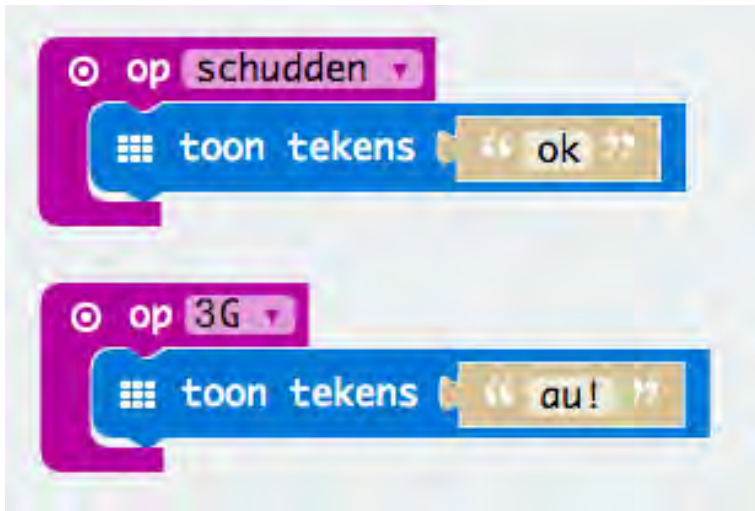 op schudden
toon tekens “ ok ”
op 3G
toon tekens “ au! ”